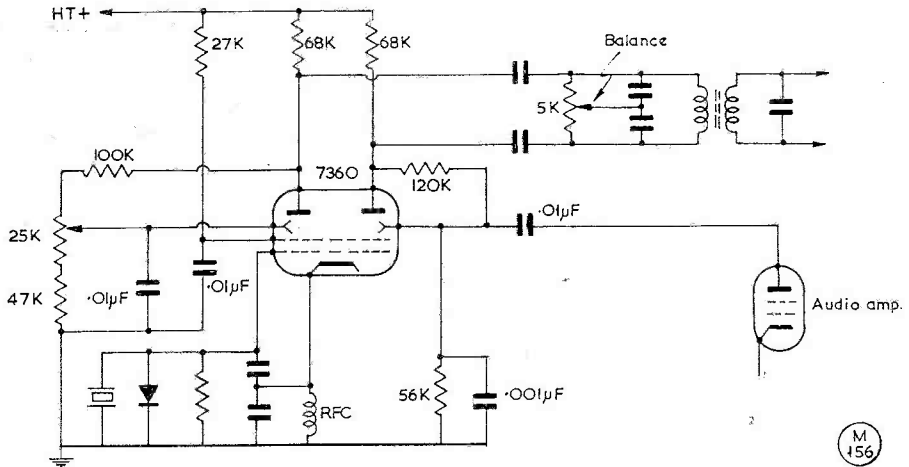 HT+
27K
68K
68K
Balance
5K
100K
7360
120K
·01µF
25K
47K
·01µF
·01µF
Audio amp.
56K
·001µF
RFC
M
156